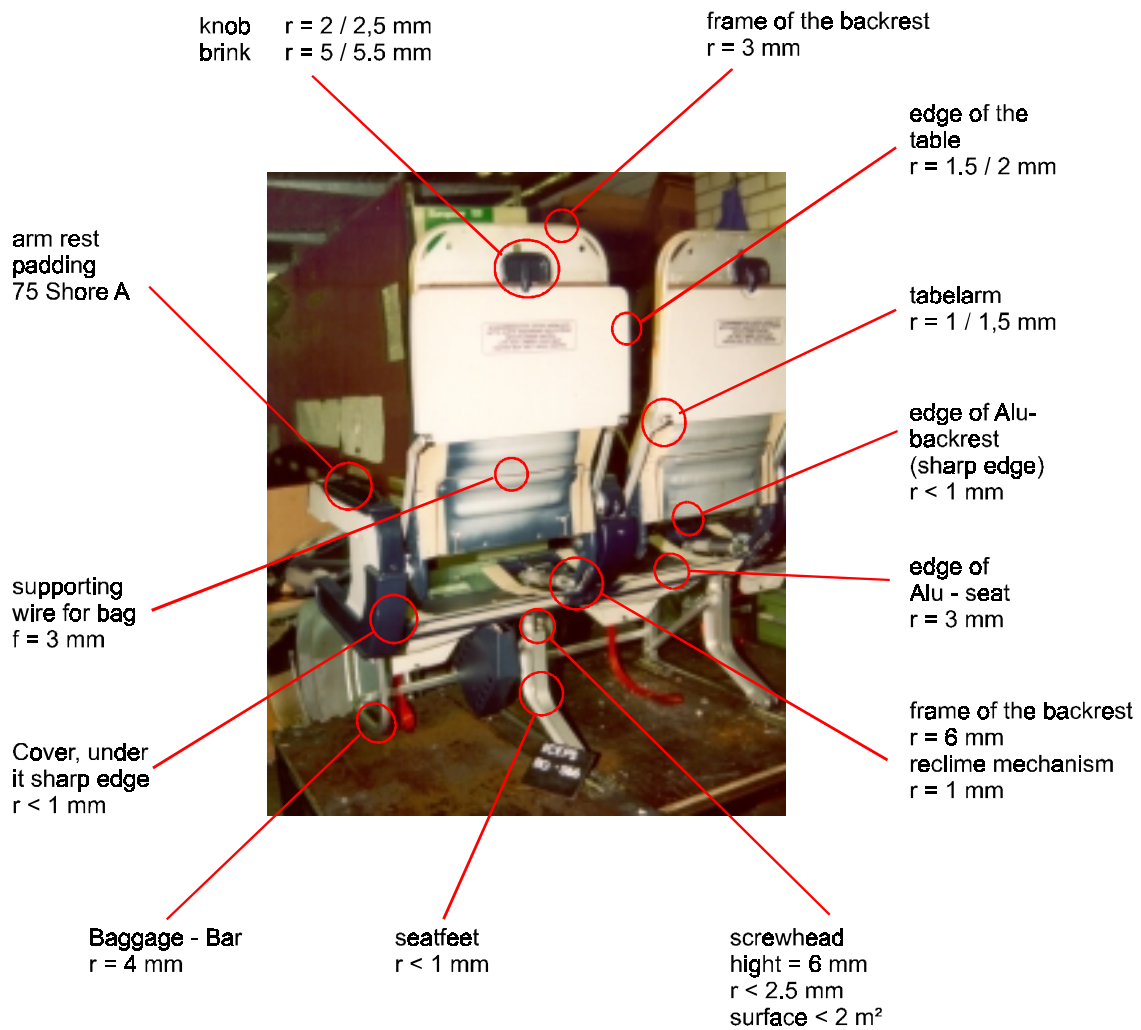 knob r = 2 / 2,5 mm
brink r = 5 / 5.5 mm
frame of the backrest
r = 3 mm
edge of the
table
r = 1.5 / 2 mm
arm rest
padding
75 Shore A
tabelarm
r = 1 / 1,5 mm
edge of Alu-
backrest
(sharp edge)
r < 1 mm
supporting
wire for bag
f = 3 mm
edge of
Alu - seat
r = 3 mm
Cover, under
it sharp edge
r < 1 mm
frame of the backrest
r = 6 mm
reclime mechanism
r = 1 mm
Baggage - Bar
r = 4 mm
seatfeet
r < 1 mm
screwhead
hight = 6 mm
r < 2.5 mm
surface < 2 m²